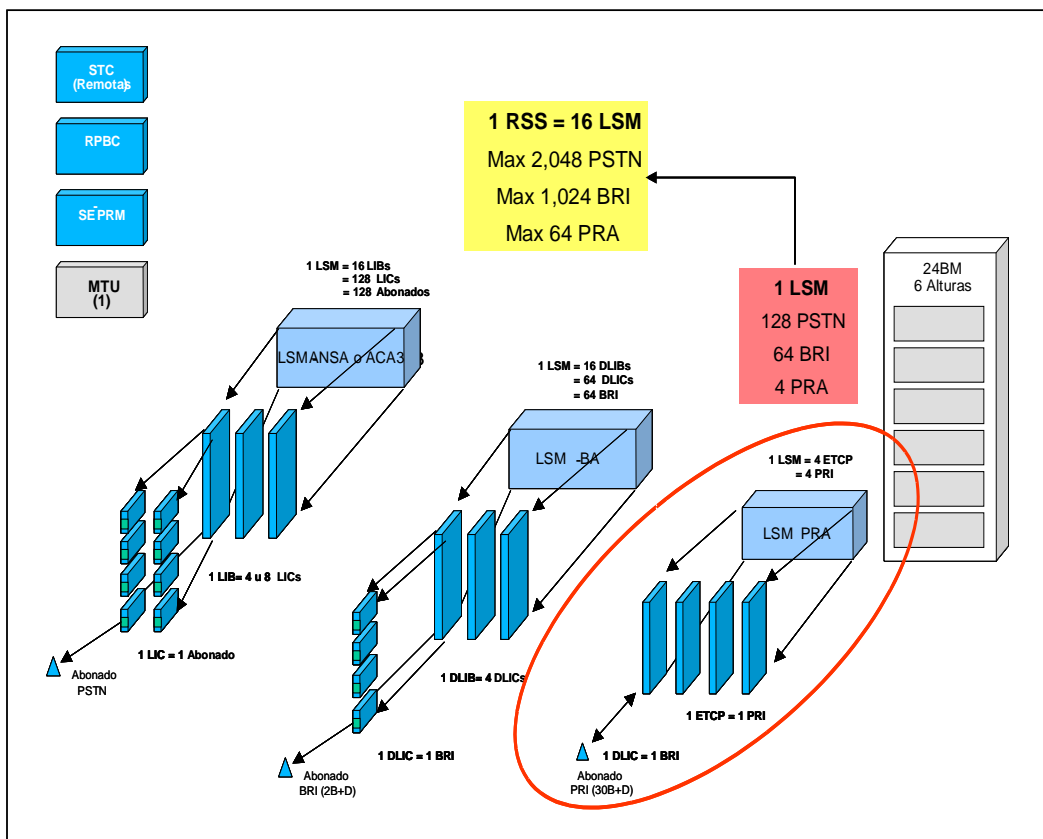 STC
(Remotas)
RPBC
SE-PRM
MTU
(1)
1 RSS = 16 LSM
Max 2,048 PSTN
Max 1,024 BRI
Max 64 PRA
1 LSM
128 PSTN
64 BRI
4 PRA
24BM
6 Alturas
1 LSM = 16 LIBs
= 128 LICs
= 128 Abonados
LSMA-NSA o ACA3 3
1 LIB= 4 u 8 LICs
1 LIC = 1 Abonado
Abonado
PSTN
1 LSM = 16 DLIBs
= 64 DLICs
= 64 BRI
LSM -BA
1 DLIB= 4 DLICs
1 DLIC = 1 BRI
Abonado
BRI (2B+D)
1 LSM = 4 ETCP
= 4 PRI
LSM PRA
1 ETCP = 1 PRI
1 DLIC = 1 BRI
Abonado
PRI (30B+D)